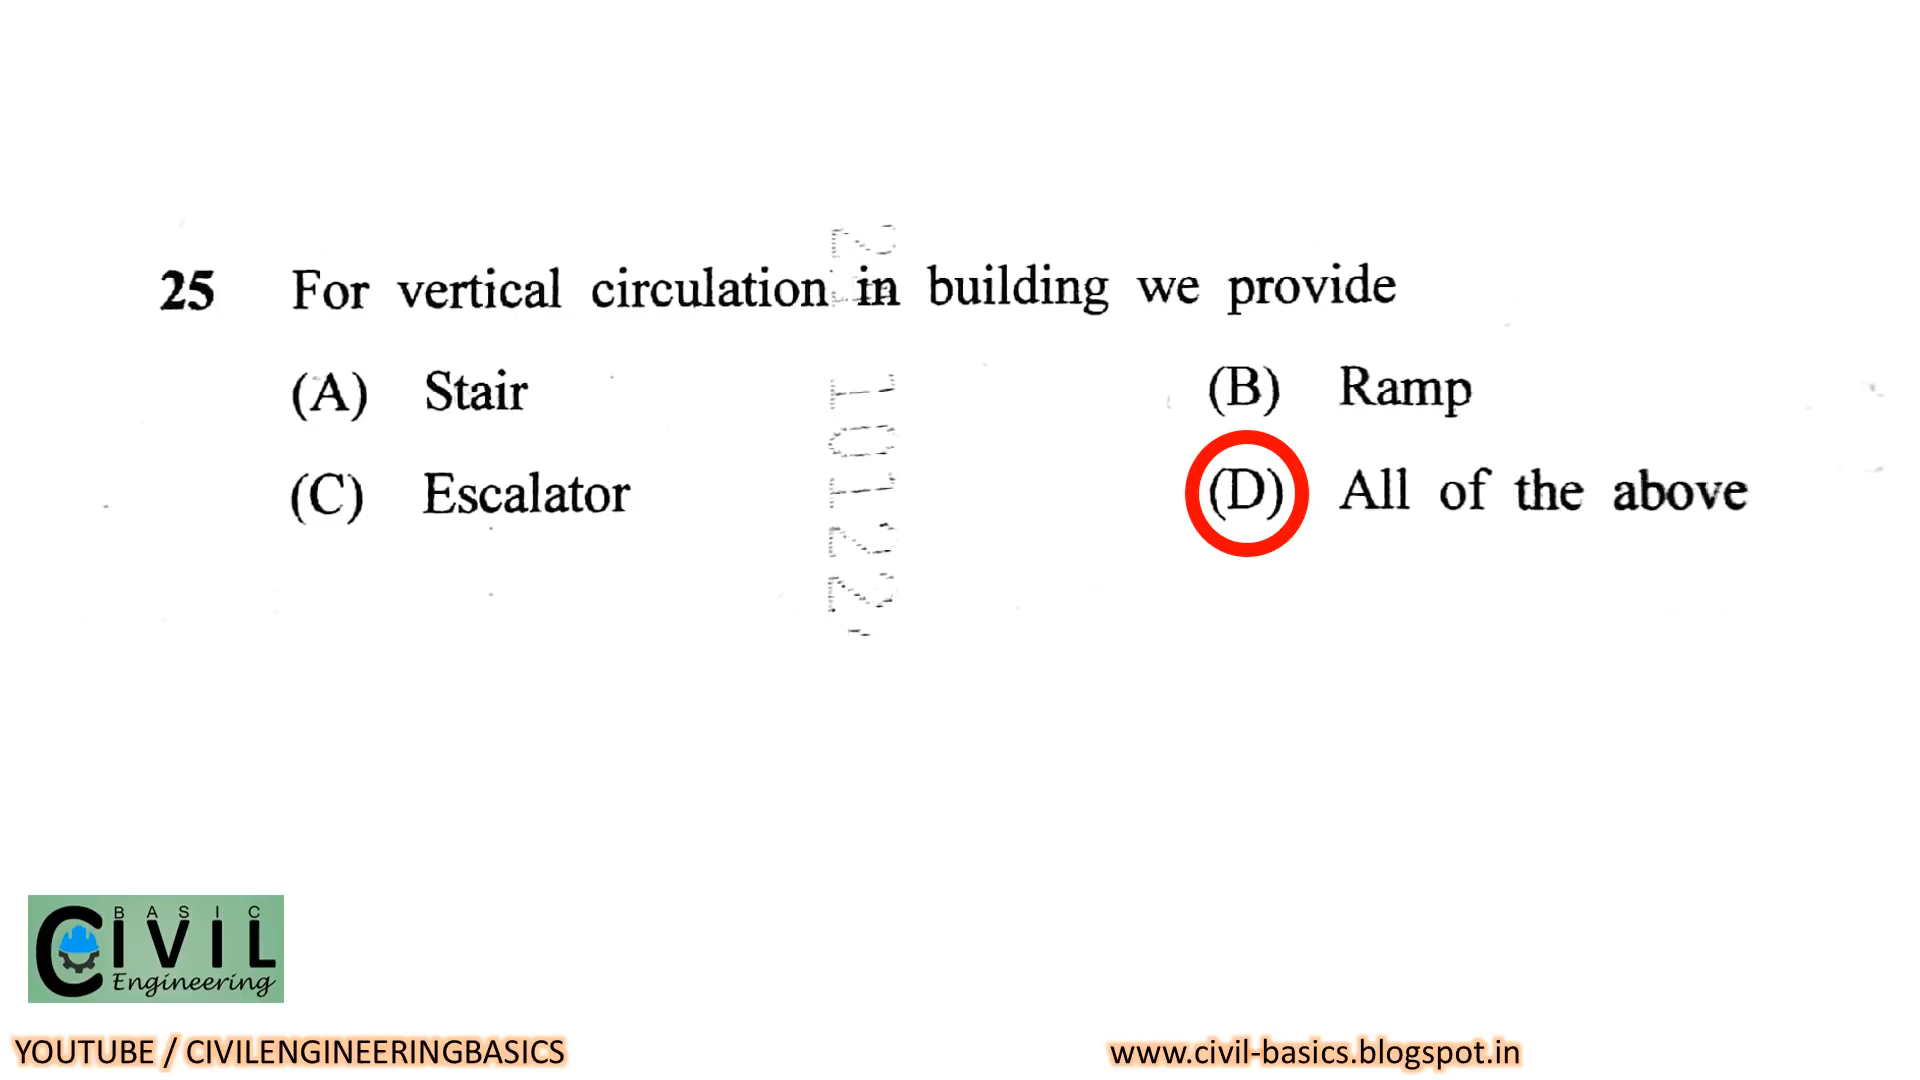 25 For vertical circulation in building we provide
(A) Stair (B) Ramp
(C) Escalator (D) All of the above
BASIC
CIVIL
Engineering
YOUTUBE / CIVILENGINEERINGBASICS www.civil-basics.blogspot.in